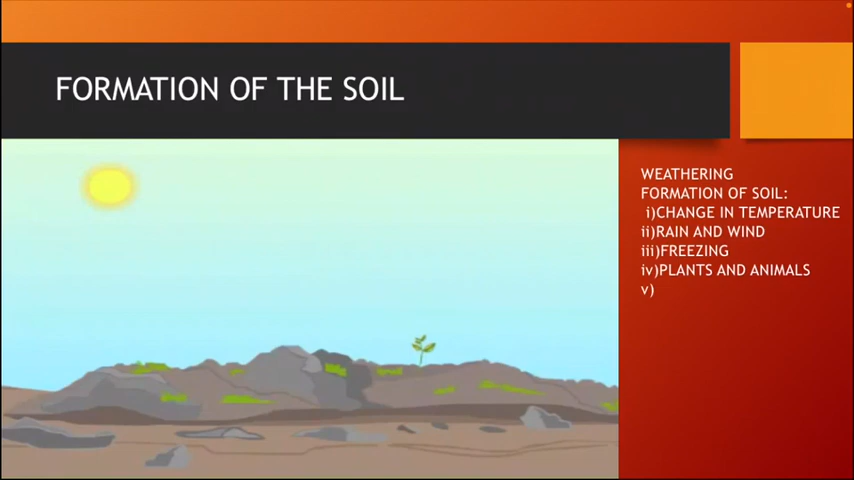 FORMATION OF THE SOIL
WEATHERING
FORMATION OF SOIL:
i)CHANGE IN TEMPERATURE
ii)RAIN AND WIND
iii)FREEZING
iv)PLANTS AND ANIMALS
v)